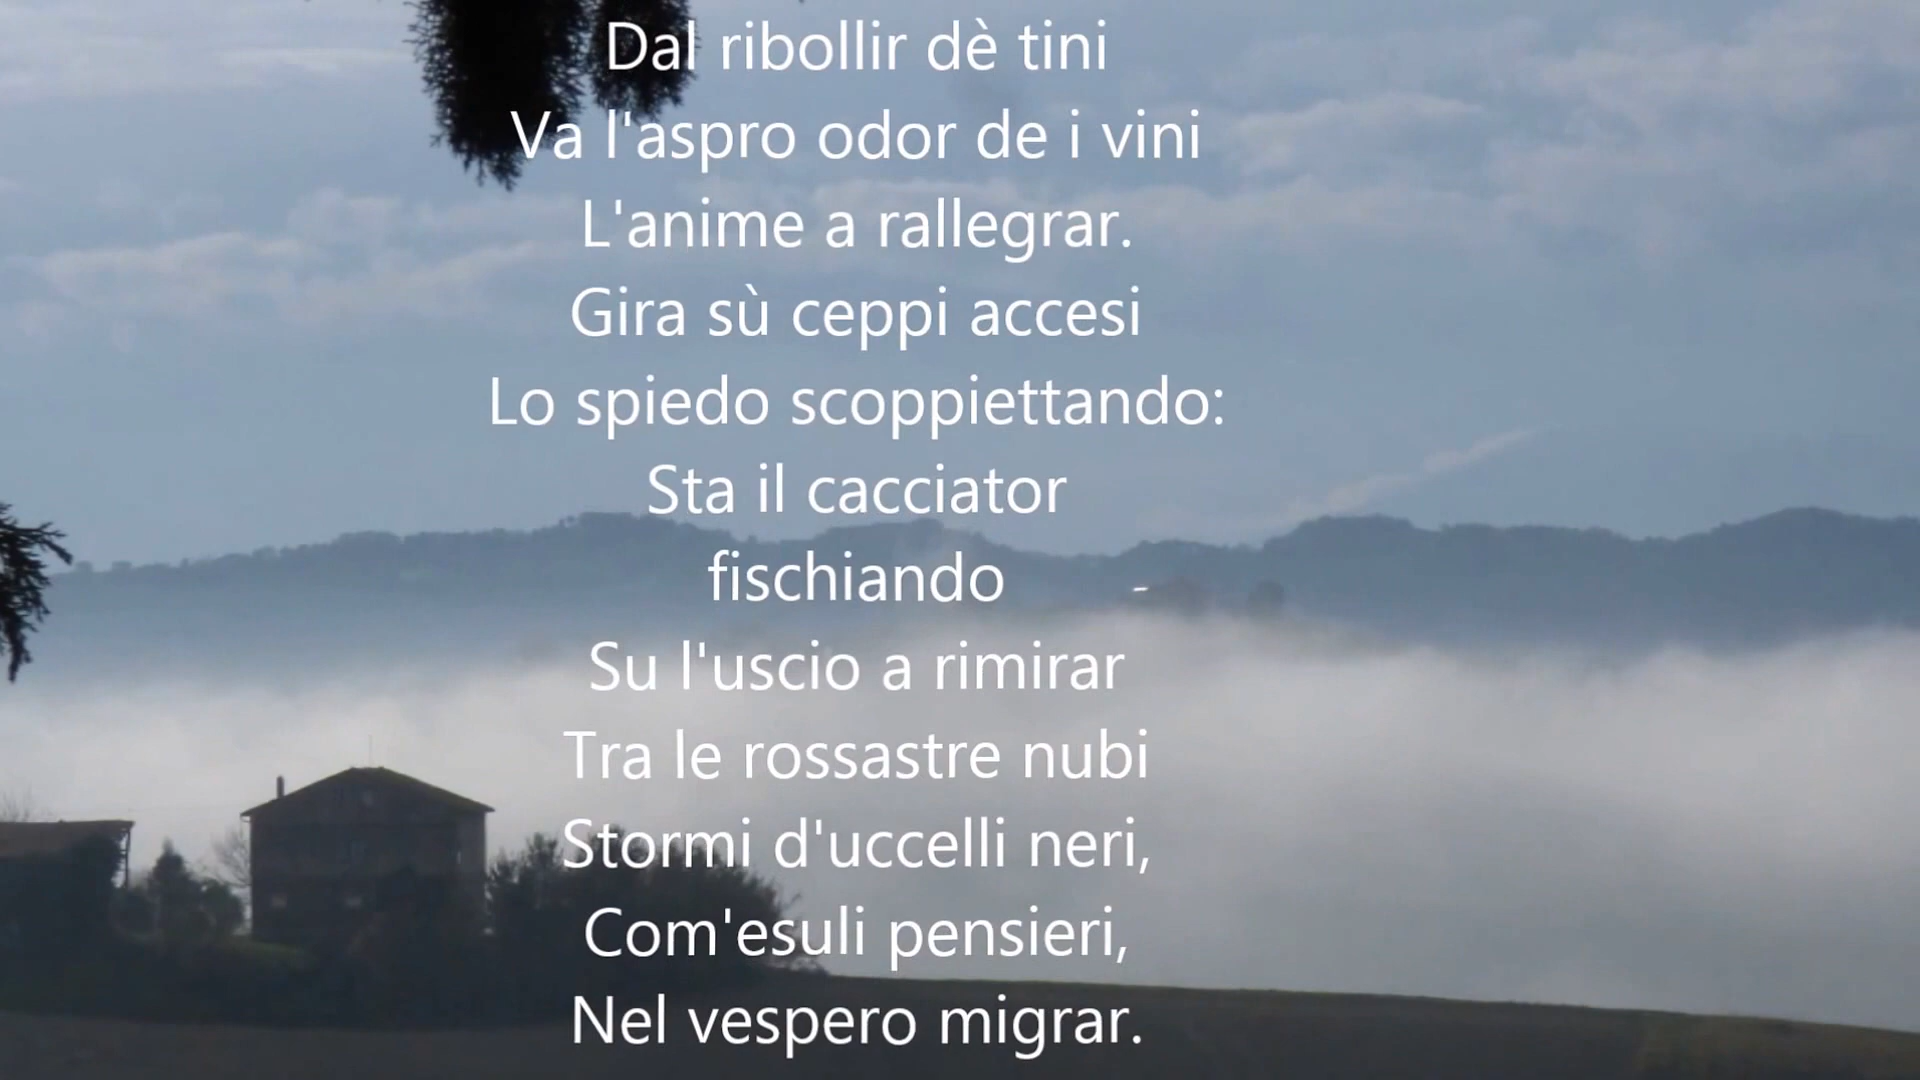 Dal ribollir dè tini
Va l'aspro odor de i vini
L'anime a rallegrar.
Gira sù ceppi accesi
Lo spiedo scoppiettando:
Sta il cacciator
fischiando
Su l'uscio a rimirar
Tra le rossastre nubi
Stormi d'uccelli neri,
Com'esuli pensieri,
Nel vespero migrar.